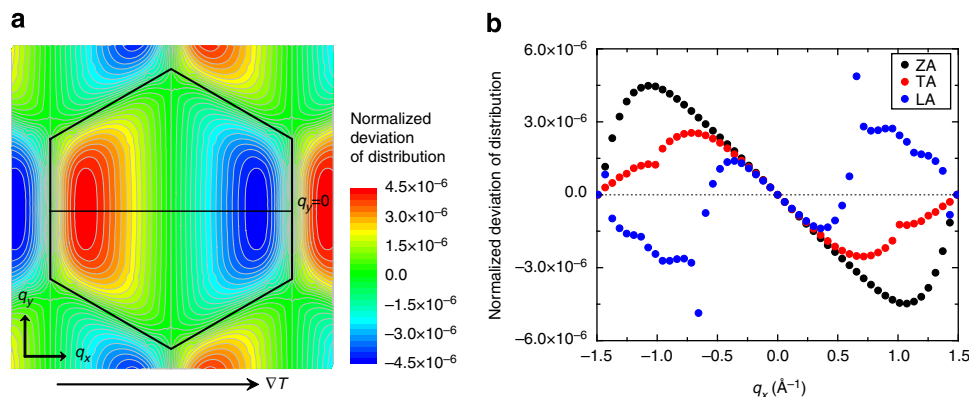 a
Normalized
deviation
of distribution
4.5×10⁻⁶
3.0×10⁻⁶
1.5×10⁻⁶
0.0
−1.5×10⁻⁶
−3.0×10⁻⁶
−4.5×10⁻⁶
q_y=0
q_y
q_x
∇T
b
Normalized deviation of distribution
6.0×10⁻⁶
3.0×10⁻⁶
0.0
−3.0×10⁻⁶
−6.0×10⁻⁶
ZA
TA
LA
−1.5 −1.0 −0.5 0.0 0.5 1.0 1.5
q_x (Å⁻¹)